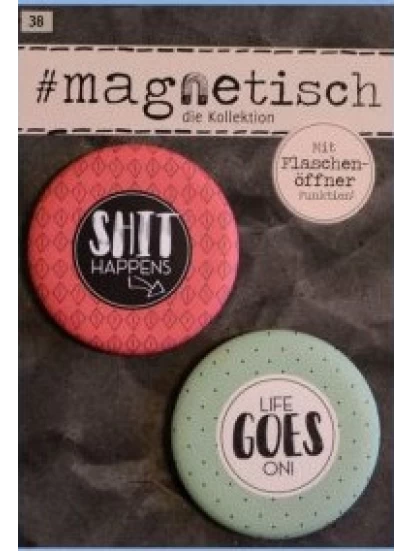 38
#magnetisch
die Kollektion
Mit
Flaschen-
öffner
Funktion!
SHIT
HAPPENS
LIFE
GOES
ON!